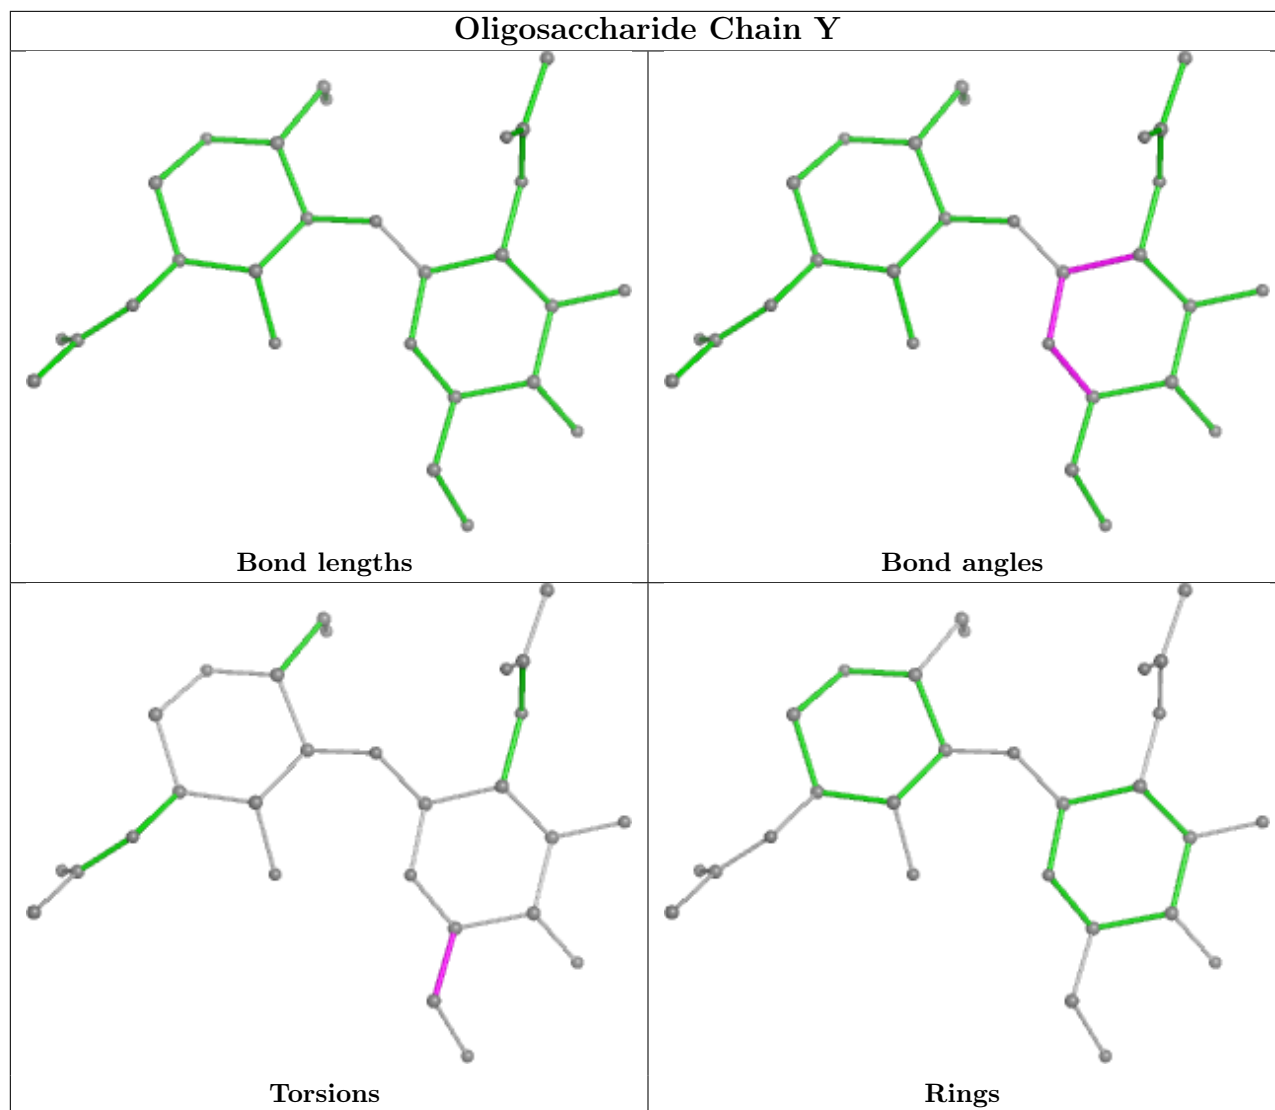 Oligosaccharide Chain Y
Bond lengths
Bond angles
Torsions
Rings